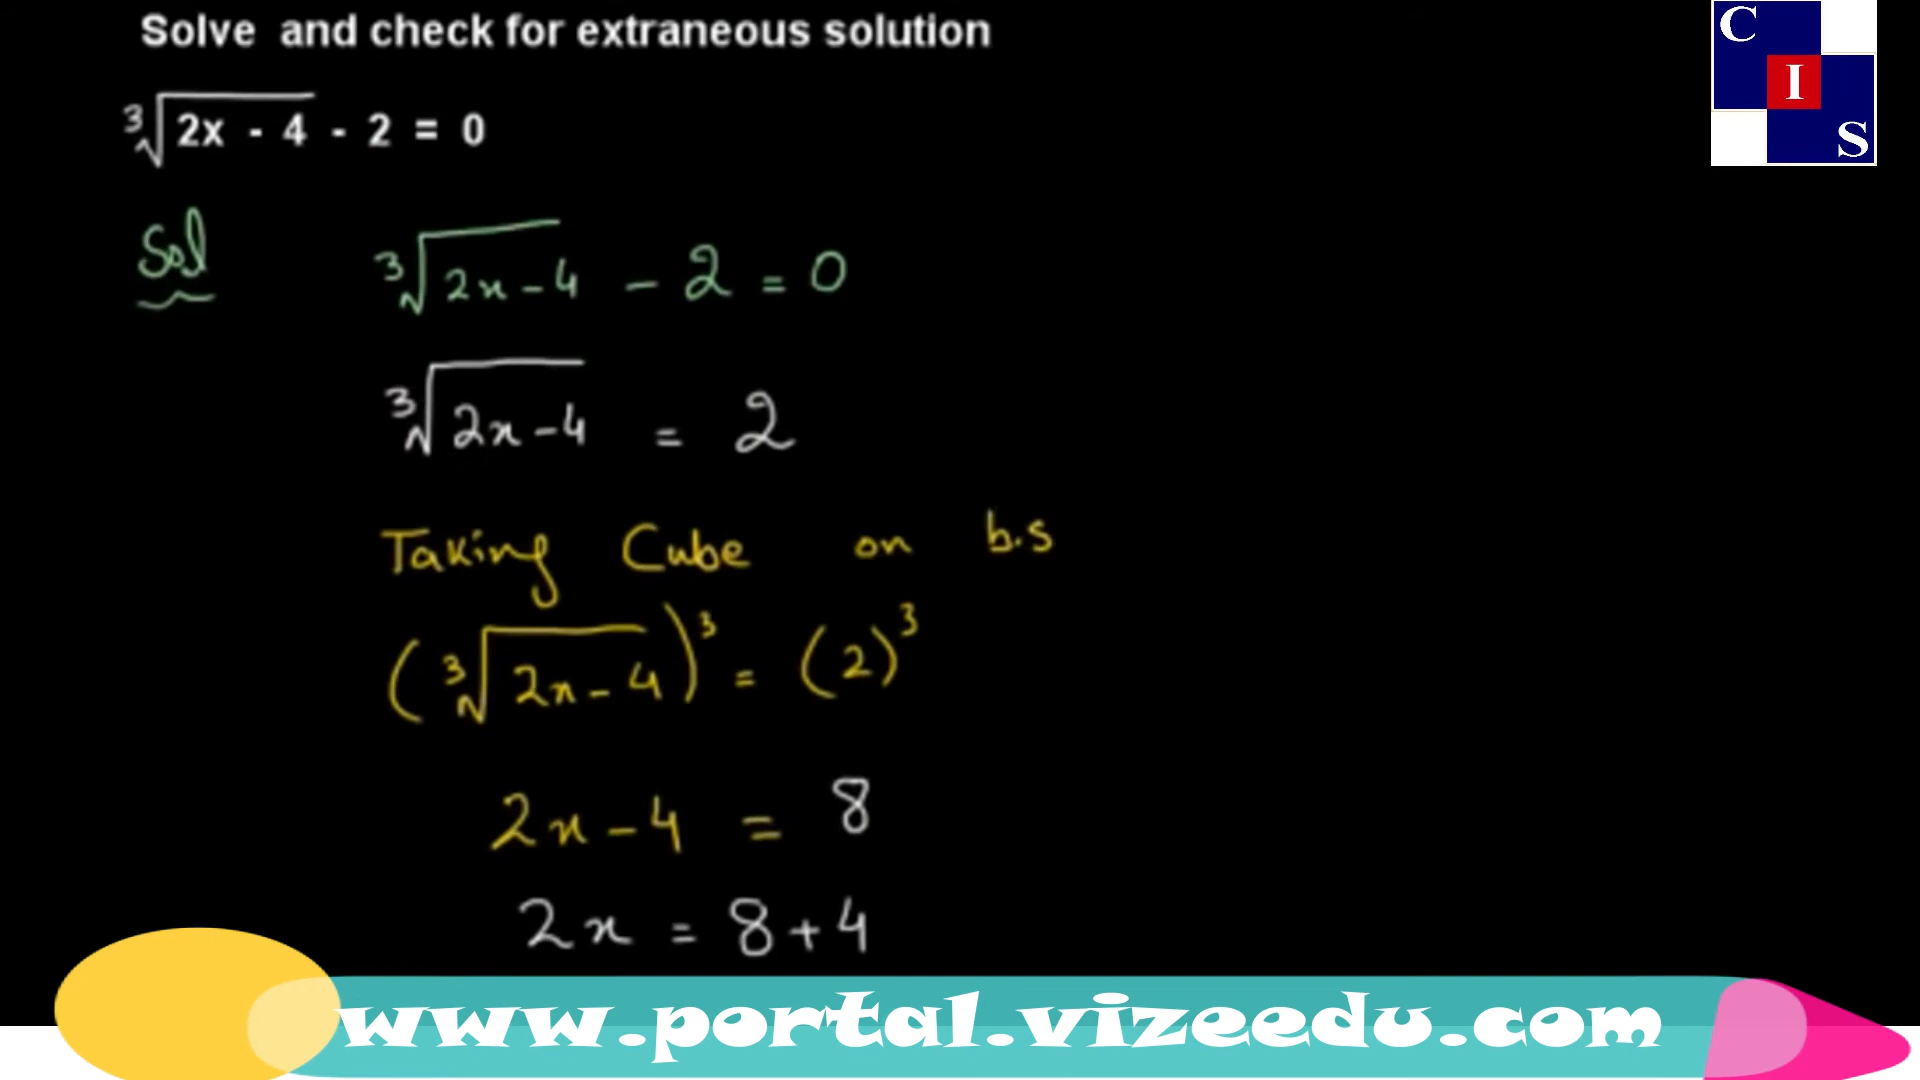 Solve and check for extraneous solution
C
I
S
∛(2x - 4) - 2 = 0
Sol
∛(2x-4) - 2 = 0
∛(2x-4) = 2
Taking Cube on b.s
(∛(2x-4))³ = (2)³
2x-4 = 8
2x = 8+4
www.portal.vizeedu.com